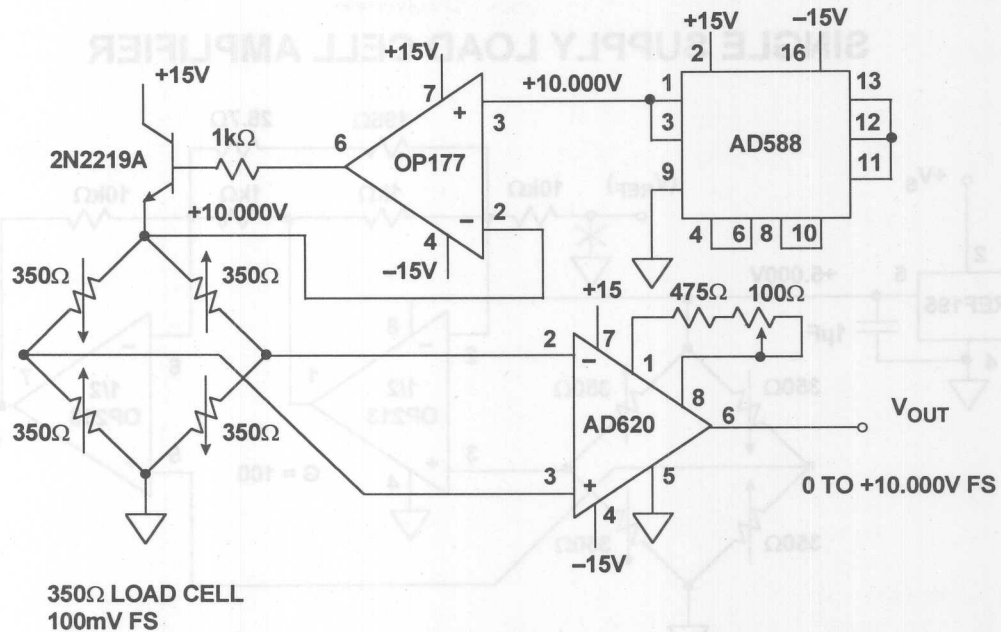 +15V
–15V
2
16
+15V
+15V
7
+10.000V
1
13
3
12
11
9
AD588
4
6
8
10
1kΩ
6
+
3
OP177
2N2219A
2
–
4
–15V
+10.000V
350Ω
350Ω
350Ω
350Ω
+15
475Ω
100Ω
7
2
–
1
8
AD620
6
V_OUT
3
+
5
4
–15V
0 TO +10.000V FS
350Ω LOAD CELL
100mV FS